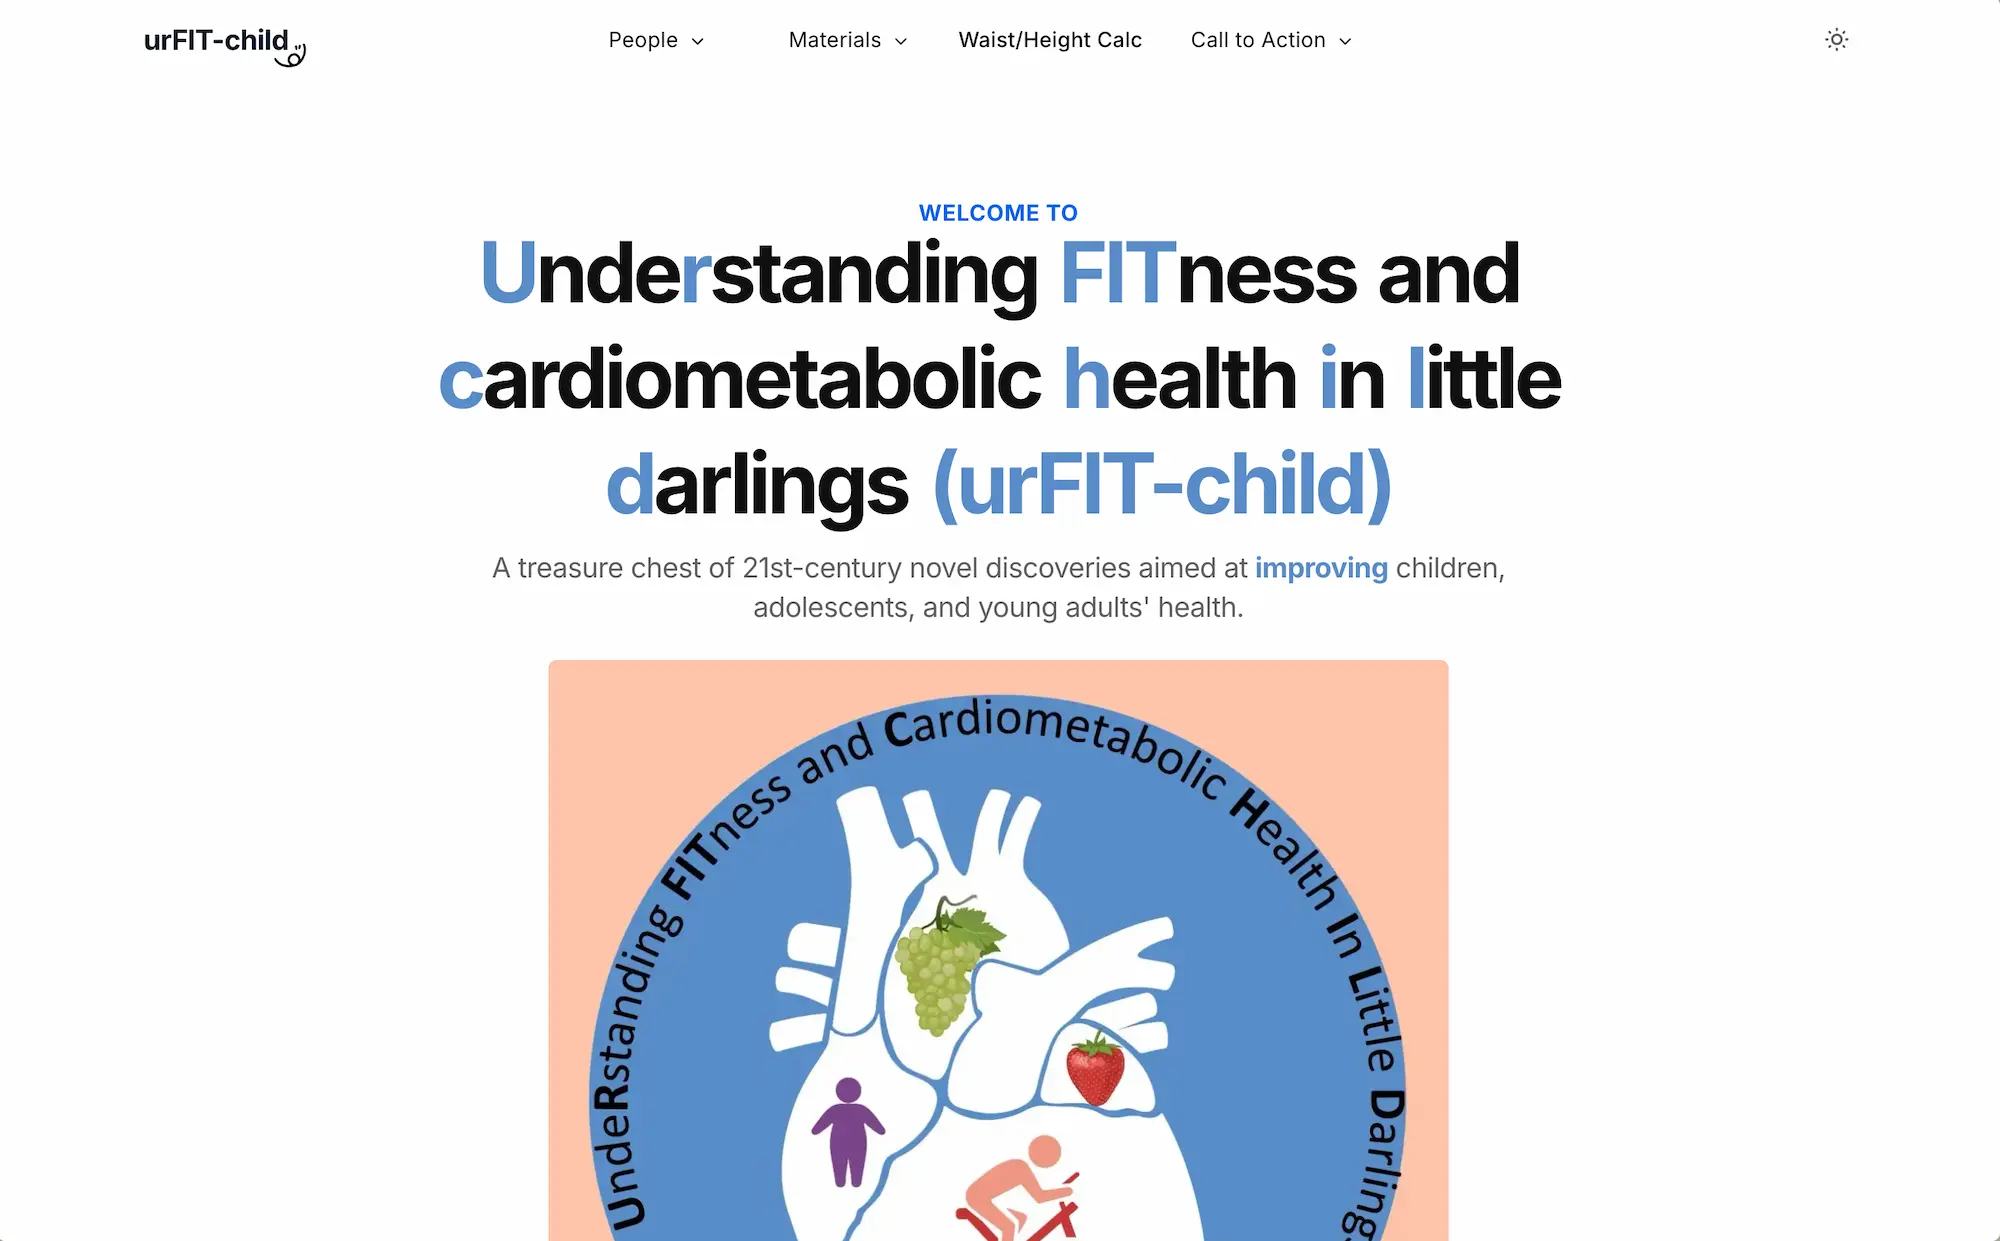 urFIT-child
People
Materials
Waist/Height Calc
Call to Action
WELCOME TO
Understanding FITness and
cardiometabolic health in little
darlings (urFIT-child)
A treasure chest of 21st-century novel discoveries aimed at improving children,
adolescents, and young adults' health.
UndeRstanding FITness and Cardiometabolic Health In Little Darling